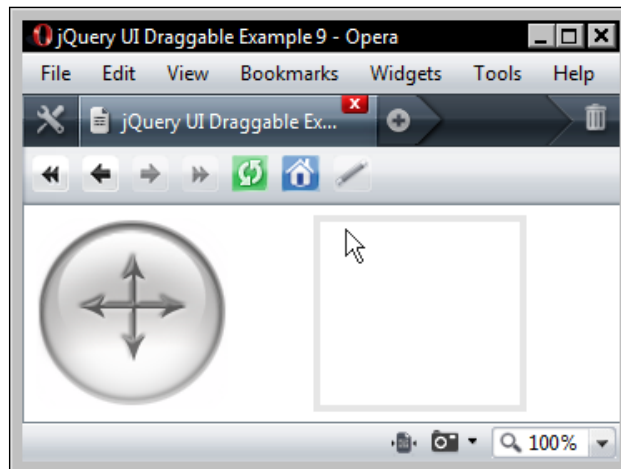 jQuery UI Draggable Example 9 - Opera
File Edit View Bookmarks Widgets Tools Help
jQuery UI Draggable Ex...
100%